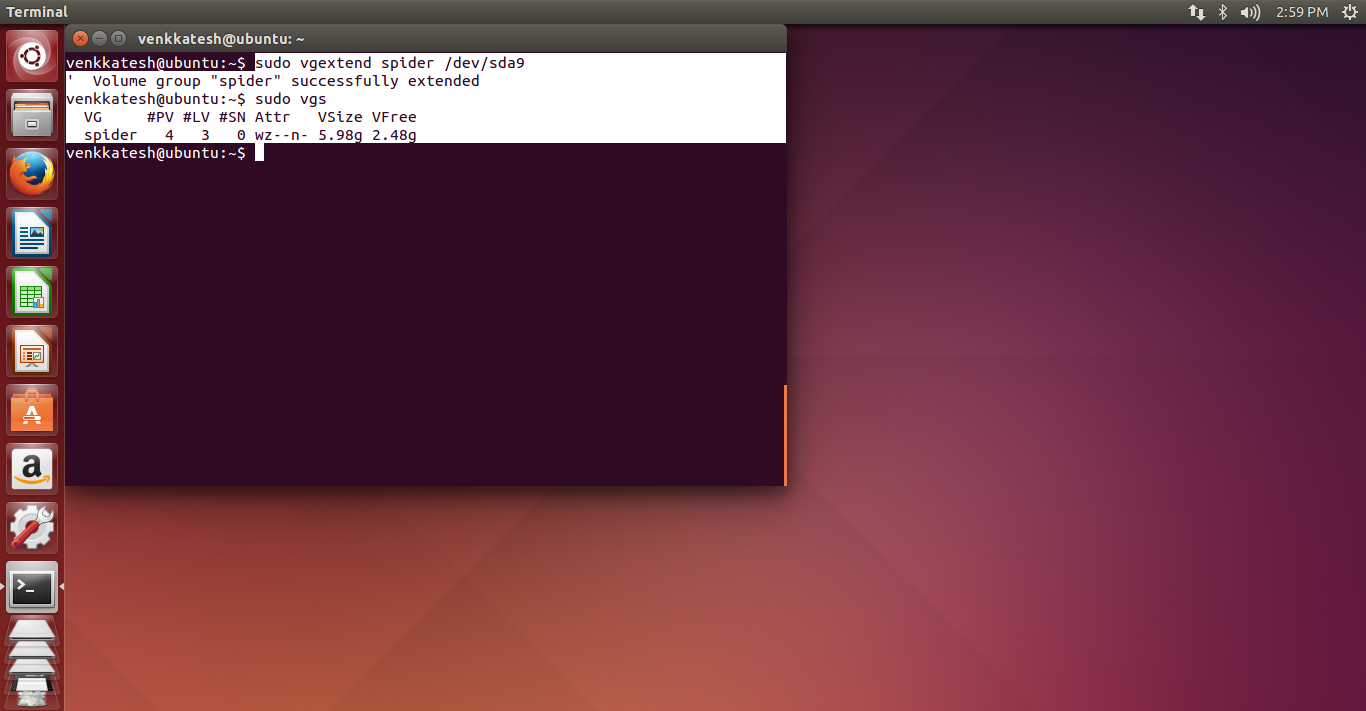 Terminal
2:59 PM
venkkatesh@ubuntu: ~
venkkatesh@ubuntu:~$ sudo vgextend spider /dev/sda9
'  Volume group "spider" successfully extended
venkkatesh@ubuntu:~$ sudo vgs
  VG     #PV #LV #SN Attr   VSize VFree
  spider   4   3   0 wz--n- 5.98g 2.48g
venkkatesh@ubuntu:~$
A
a
>_